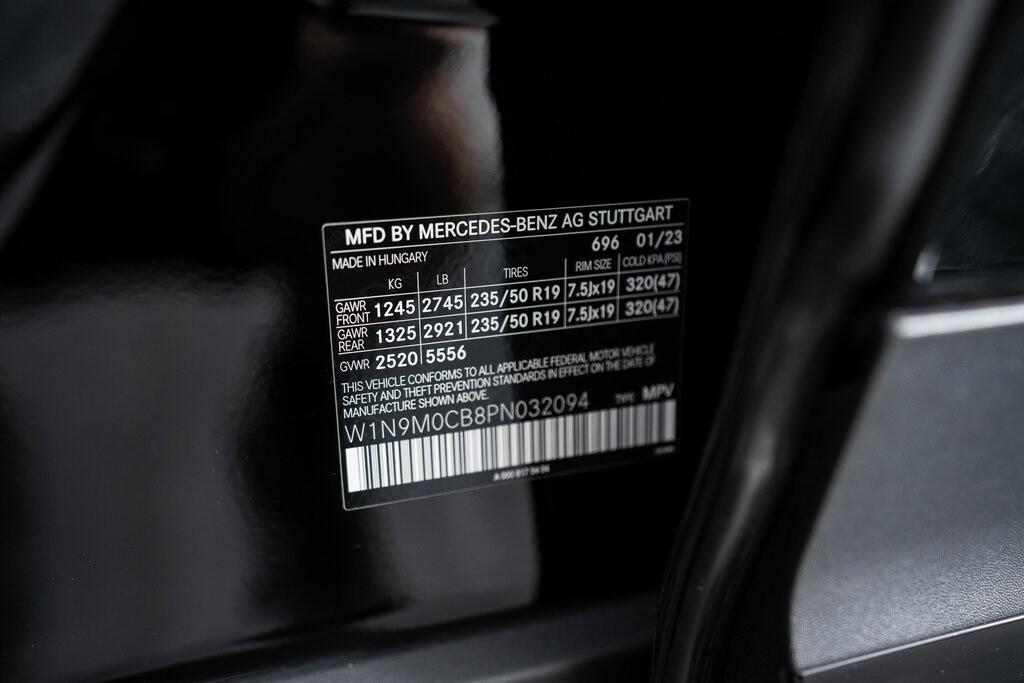 MFD BY MERCEDES-BENZ AG STUTTGART
MADE IN HUNGARY 696 01/23
KG LB TIRES RIM SIZE COLD KPA (PSI)
GAWR FRONT 1245 2745 235/50 R19 7.5Jx19 320(47)
GAWR REAR 1325 2921 235/50 R19 7.5Jx19 320(47)
GVWR 2520 5556
THIS VEHICLE CONFORMS TO ALL APPLICABLE FEDERAL MOTOR VEHICLE
SAFETY AND THEFT PREVENTION STANDARDS IN EFFECT ON THE DATE OF
MANUFACTURE SHOWN ABOVE.
W1N9M0CB8PN032094 TYPE MPV